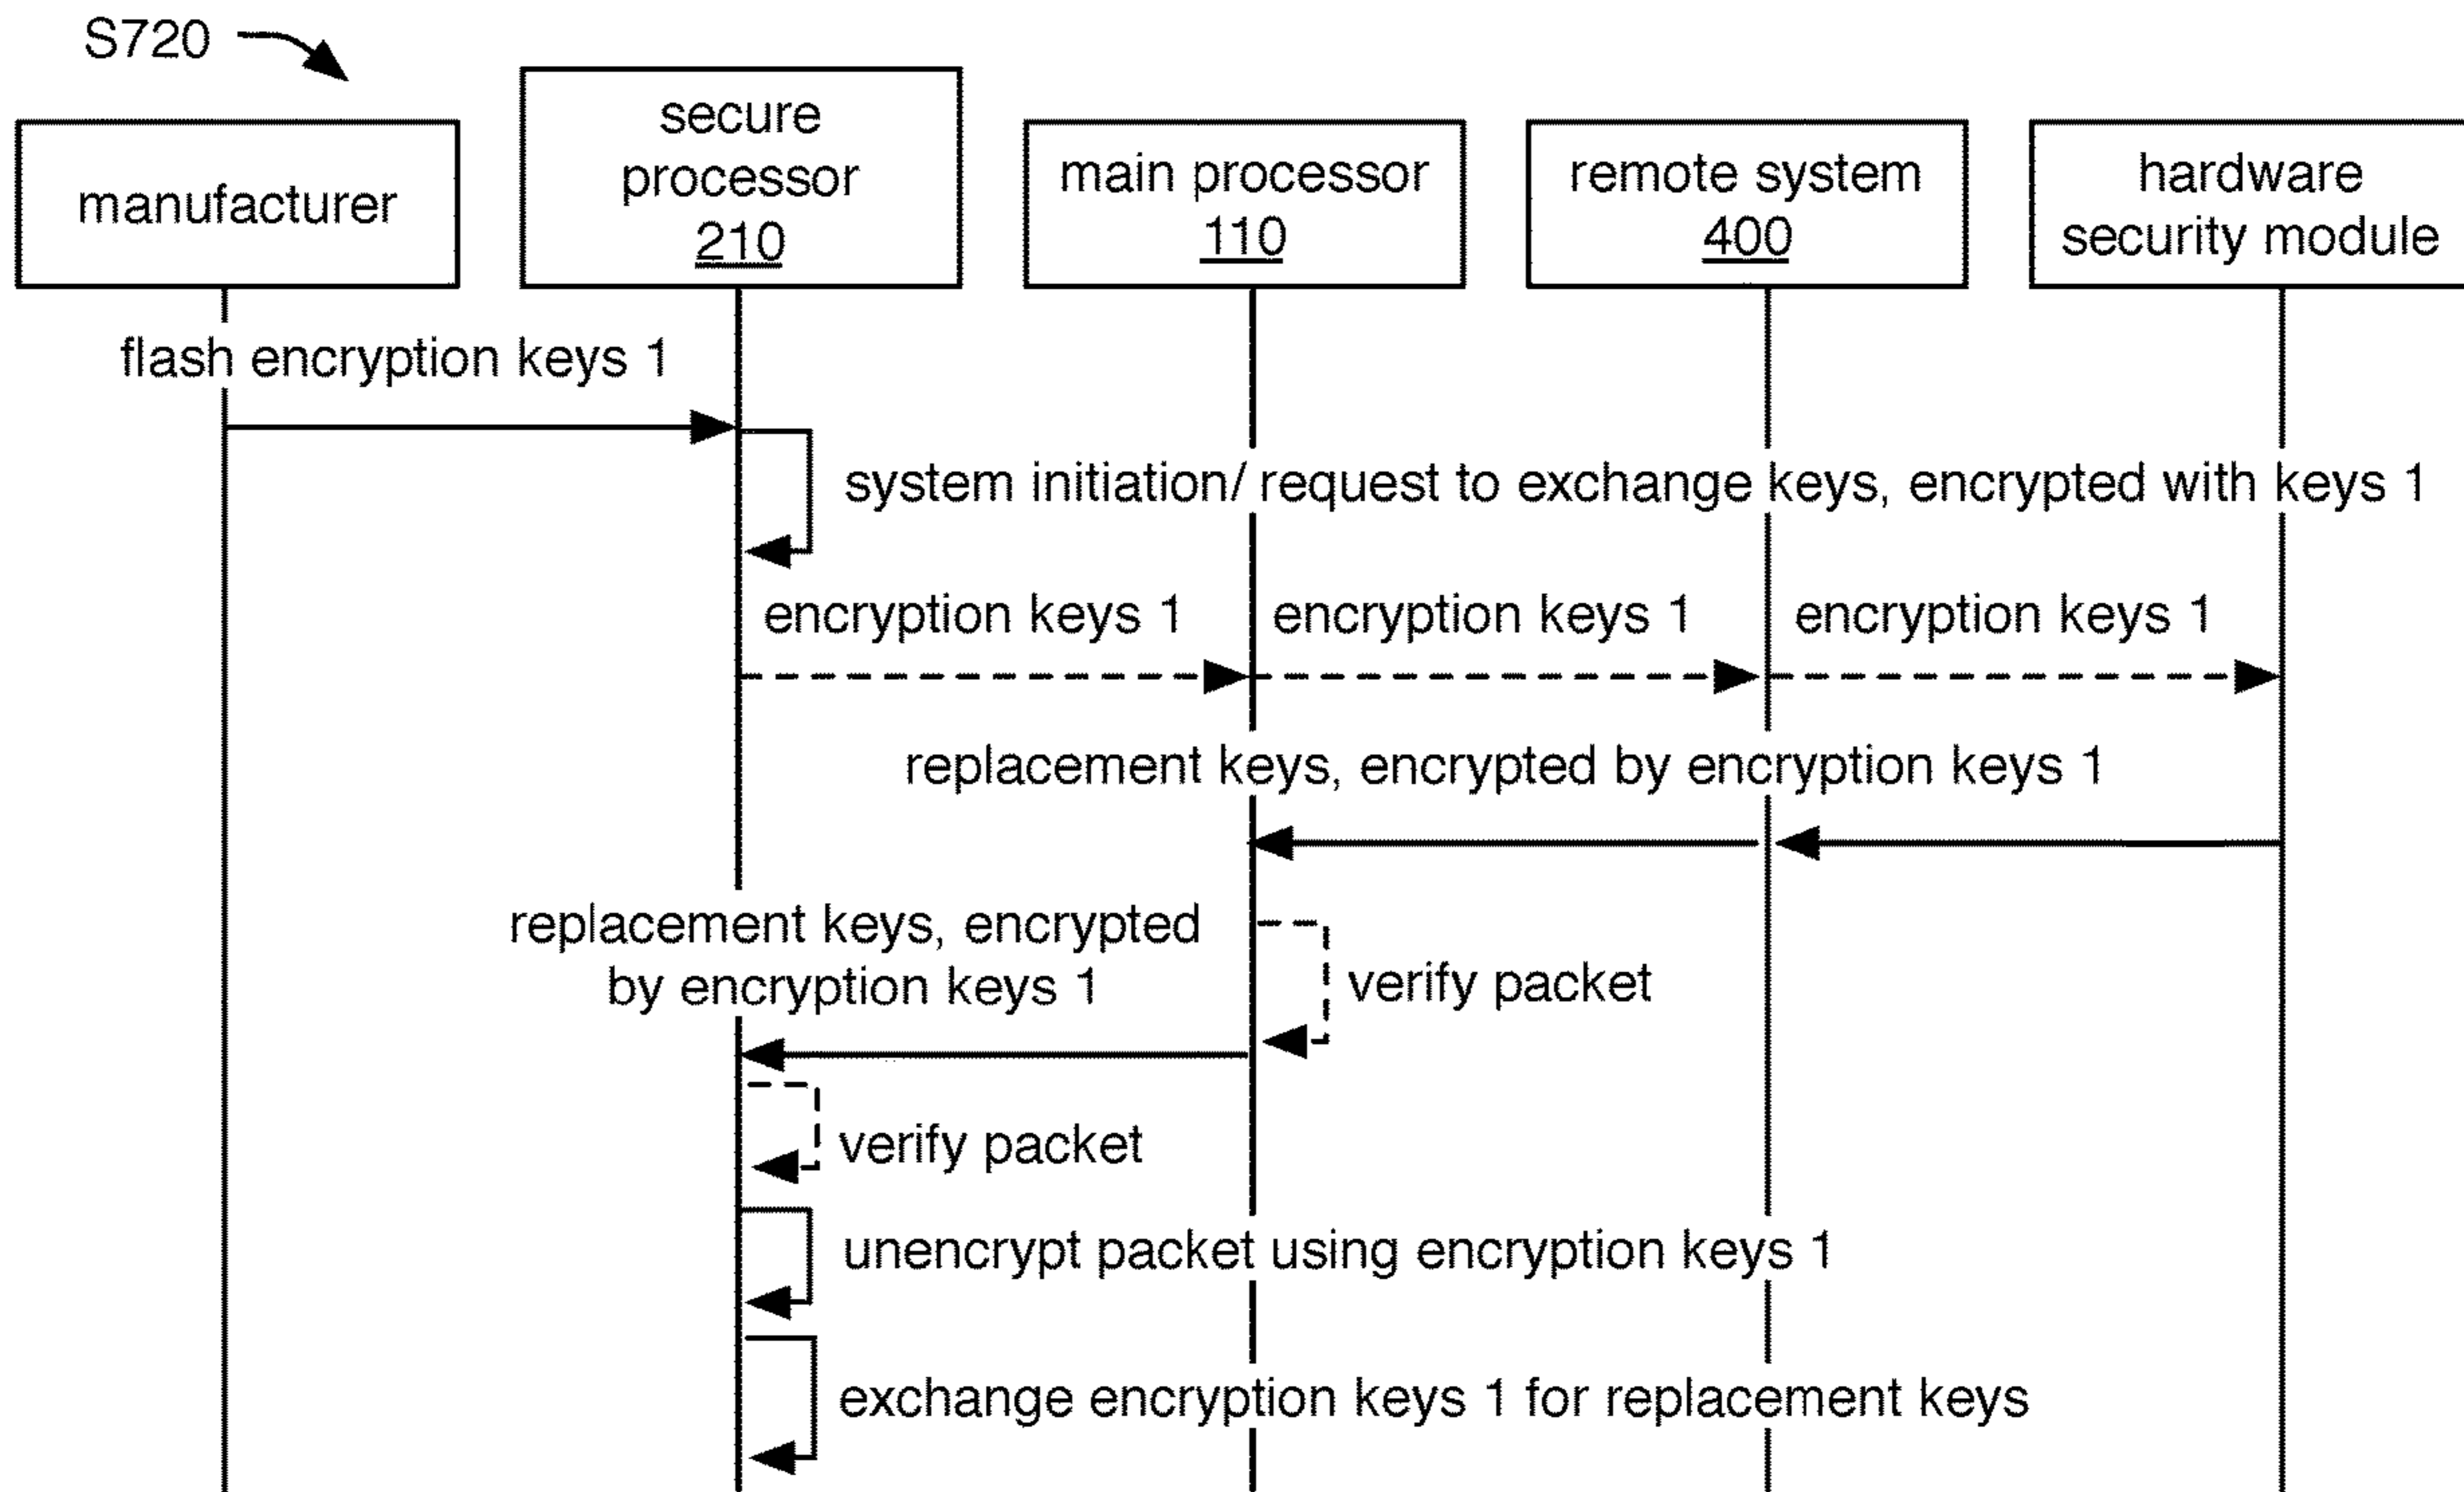 S720
manufacturer
secure
processor
210
main processor
110
remote system
400
hardware
security module
flash encryption keys 1
system initiation/ request to exchange keys, encrypted with keys 1
encryption keys 1
encryption keys 1
encryption keys 1
replacement keys, encrypted by encryption keys 1
replacement keys, encrypted
by encryption keys 1
verify packet
verify packet
unencrypt packet using encryption keys 1
exchange encryption keys 1 for replacement keys